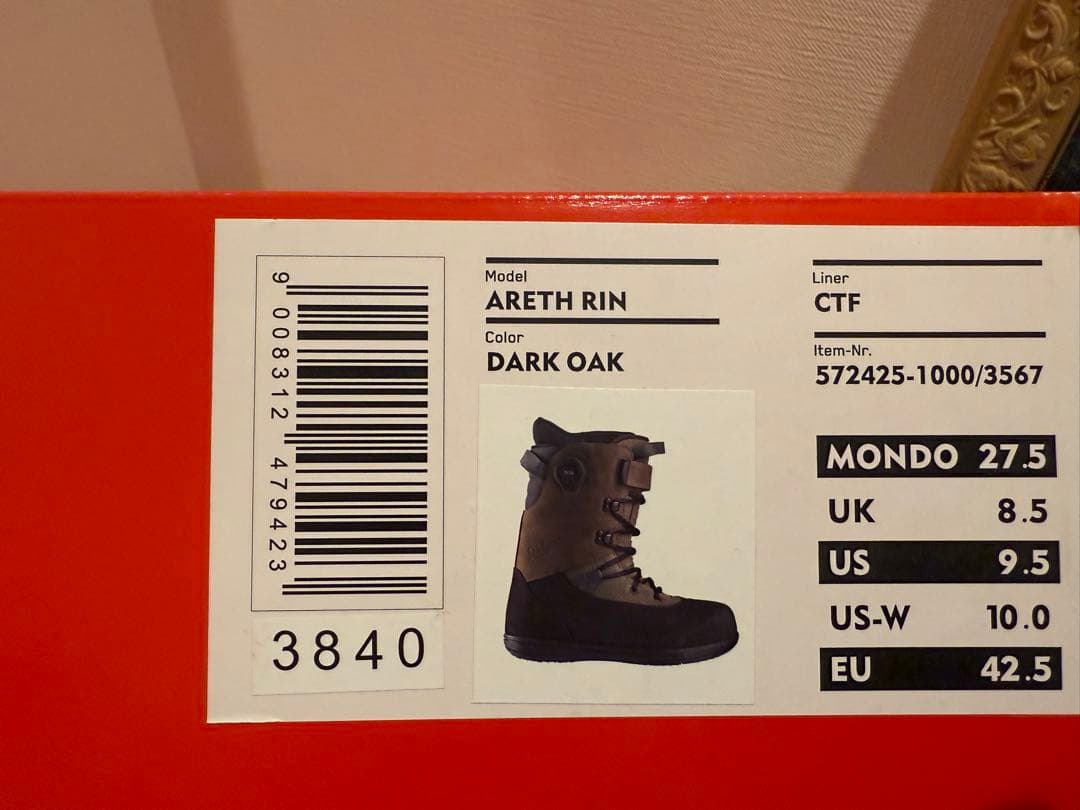 9 008312 479423
3840
Model
ARETH RIN
Color
DARK OAK
Liner
CTF
Item-Nr.
572425-1000/3567
MONDO 27.5
UK 8.5
US 9.5
US-W 10.0
EU 42.5